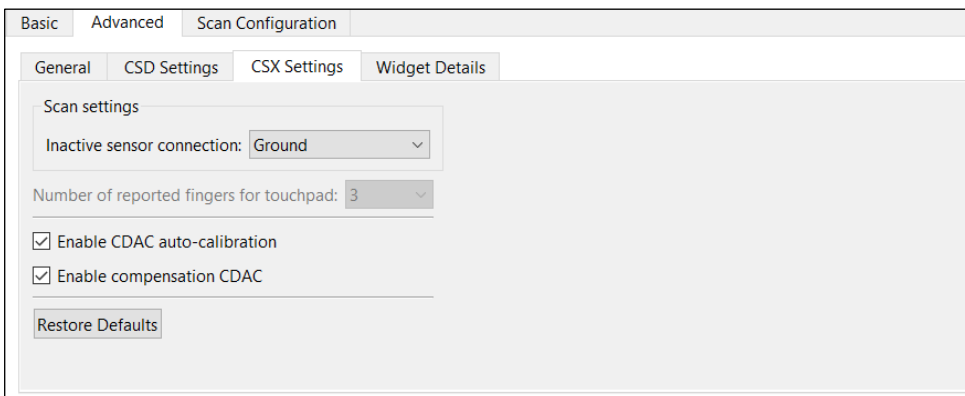 Basic Advanced Scan Configuration
General CSD Settings CSX Settings Widget Details
Scan settings
Inactive sensor connection: Ground
Number of reported fingers for touchpad: 3
Enable CDAC auto-calibration
Enable compensation CDAC
Restore Defaults